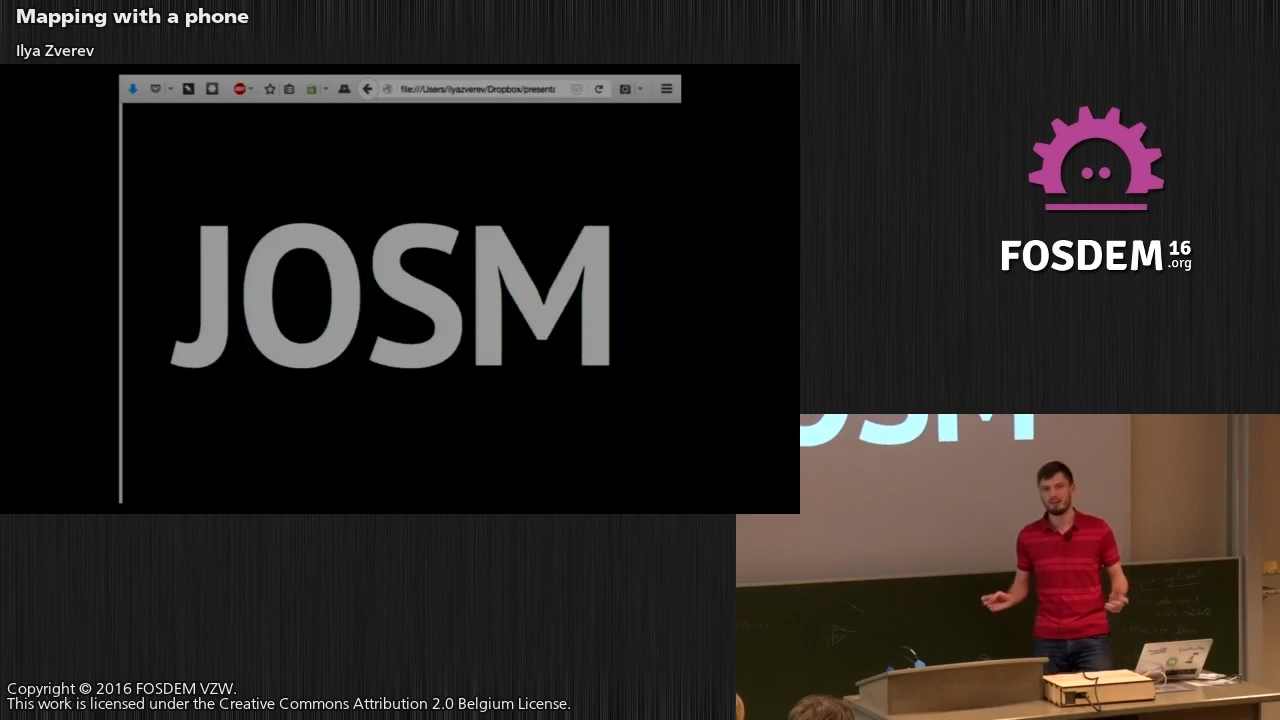 Mapping with a phone
Ilya Zverev
file:///Users/ilyazverev/Dropbox/present
JOSM
FOSDEM 16
.org
Copyright © 2016 FOSDEM VZW.
This work is licensed under the Creative Commons Attribution 2.0 Belgium License.